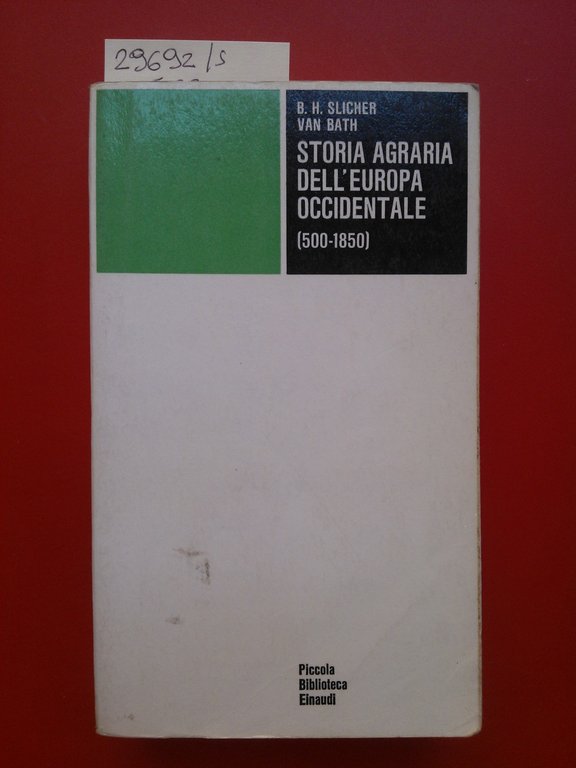 29692/s
B. H. SLICHER
VAN BATH
STORIA AGRARIA
DELL'EUROPA
OCCIDENTALE
(500-1850)
Piccola
Biblioteca
Einaudi